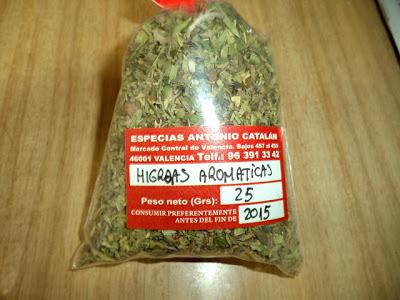 ESPECIAS ANTONIO CATALÁN
Mercado Central de Valencia. Bajos 457 al 459
46001 VALENCIA Telf.: 96 391 33 42
HIERBAS AROMATICAS
Peso neto (Grs): 25
CONSUMIR PREFERENTEMENTE
ANTES DEL FIN DE 2015